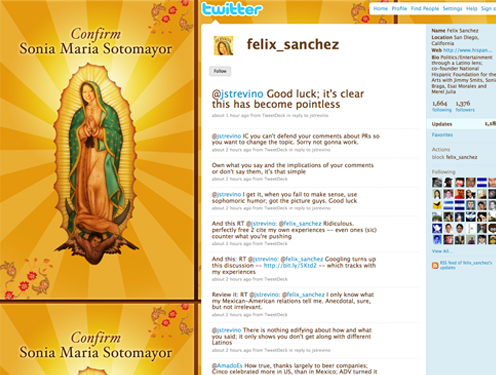 Confirm
Sonia Maria Sotomayor
Confirm
Sonia Maria Sotomayor
twitter
Home Profile Find People Settings Help Sign
felix_sanchez
Follow
@jstrevino Good luck; it's clear
this has become pointless
about 1 hour ago from TweetDeck in reply to jstrevino
@jstrevino IC you can't defend your comments about PRs so
you want to change the topic. Sorry not gonna work.
about 2 hours ago from TweetDeck in reply to jstrevino
Own what you say and the implications of your comments
or don't say them, it's that simple
about 2 hours ago from TweetDeck
@jstrevino I get it, when you fail to make sense, use
sophomoric humor; got the picture guys. Good luck
about 2 hours ago from TweetDeck in reply to jstrevino
And this RT @jstrevino: @felix_sanchez Ridiculous.
perfectly free 2 cite my own experiences -- even ones (sic)
counter what you'e pushing
about 2 hours ago from TweetDeck
And this: RT @jstrevino: @felix_sanchez Googling turns up
this discussion -- http://bit.ly/5Ktd2 -- which tracks with
my experiences
about 2 hours ago from TweetDeck
Review it: RT @jstrevino: @felix_sanchez I only know what
my Mexican-American relations tell me. Anecdotal, sure,
but not irrelevant.
about 2 hours ago from TweetDeck
@jstrevino There is nothing edifying about how and what
you said; it only shows you don't get along with different
Latinos
about 2 hours ago from TweetDeck in reply to jstrevino
@AmadoEs How true, thanks largely to beer companies;
Cinco celebrated more in US, than in Mexico; ADV turned it
Name Felix Sanchez
Location San Diego,
California
Web http://www.hispan...
Bio Politics/Entertainment
through a Latino lens;
co-founder National
Hispanic Foundation for the
Arts with Jimmy Smits, Sonia
Braga, Esai Morales and
Merel Julia
1,664 1,376
following followers
Updates
Favorites
Actions
block felix_sanchez
Following
View All...
RSS feed of felix_sanchez's
updates